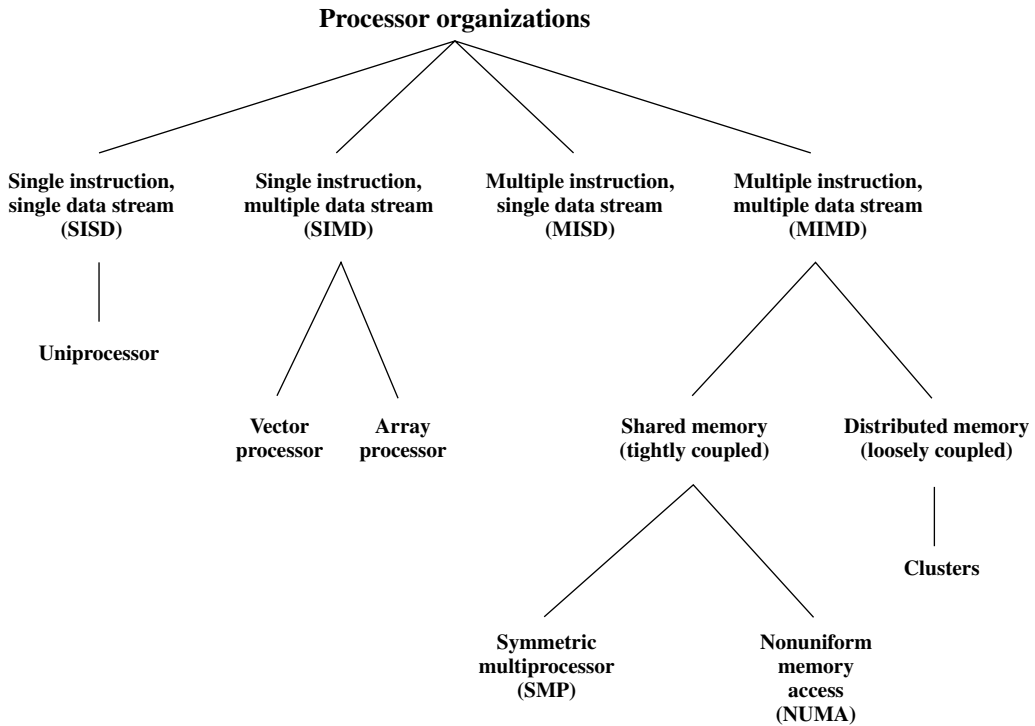 Processor organizations
Single instruction,
single data stream
(SISD)
Single instruction,
multiple data stream
(SIMD)
Multiple instruction,
single data stream
(MISD)
Multiple instruction,
multiple data stream
(MIMD)
Uniprocessor
Vector
processor
Array
processor
Shared memory
(tightly coupled)
Distributed memory
(loosely coupled)
Clusters
Symmetric
multiprocessor
(SMP)
Nonuniform
memory
access
(NUMA)